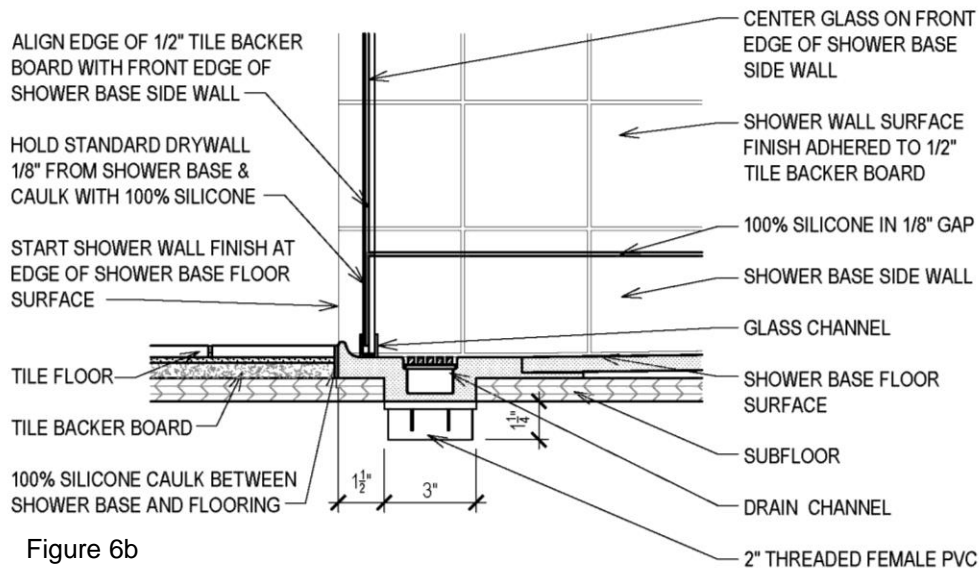 ALIGN EDGE OF 1/2" TILE BACKER
BOARD WITH FRONT EDGE OF
SHOWER BASE SIDE WALL
HOLD STANDARD DRYWALL
1/8" FROM SHOWER BASE &
CAULK WITH 100% SILICONE
START SHOWER WALL FINISH AT
EDGE OF SHOWER BASE FLOOR
SURFACE
TILE FLOOR
TILE BACKER BOARD
100% SILICONE CAULK BETWEEN
SHOWER BASE AND FLOORING
Figure 6b
1 1/2"
3"
1 1/4"
CENTER GLASS ON FRONT
EDGE OF SHOWER BASE
SIDE WALL
SHOWER WALL SURFACE
FINISH ADHERED TO 1/2"
TILE BACKER BOARD
100% SILICONE IN 1/8" GAP
SHOWER BASE SIDE WALL
GLASS CHANNEL
SHOWER BASE FLOOR
SURFACE
SUBFLOOR
DRAIN CHANNEL
2" THREADED FEMALE PVC